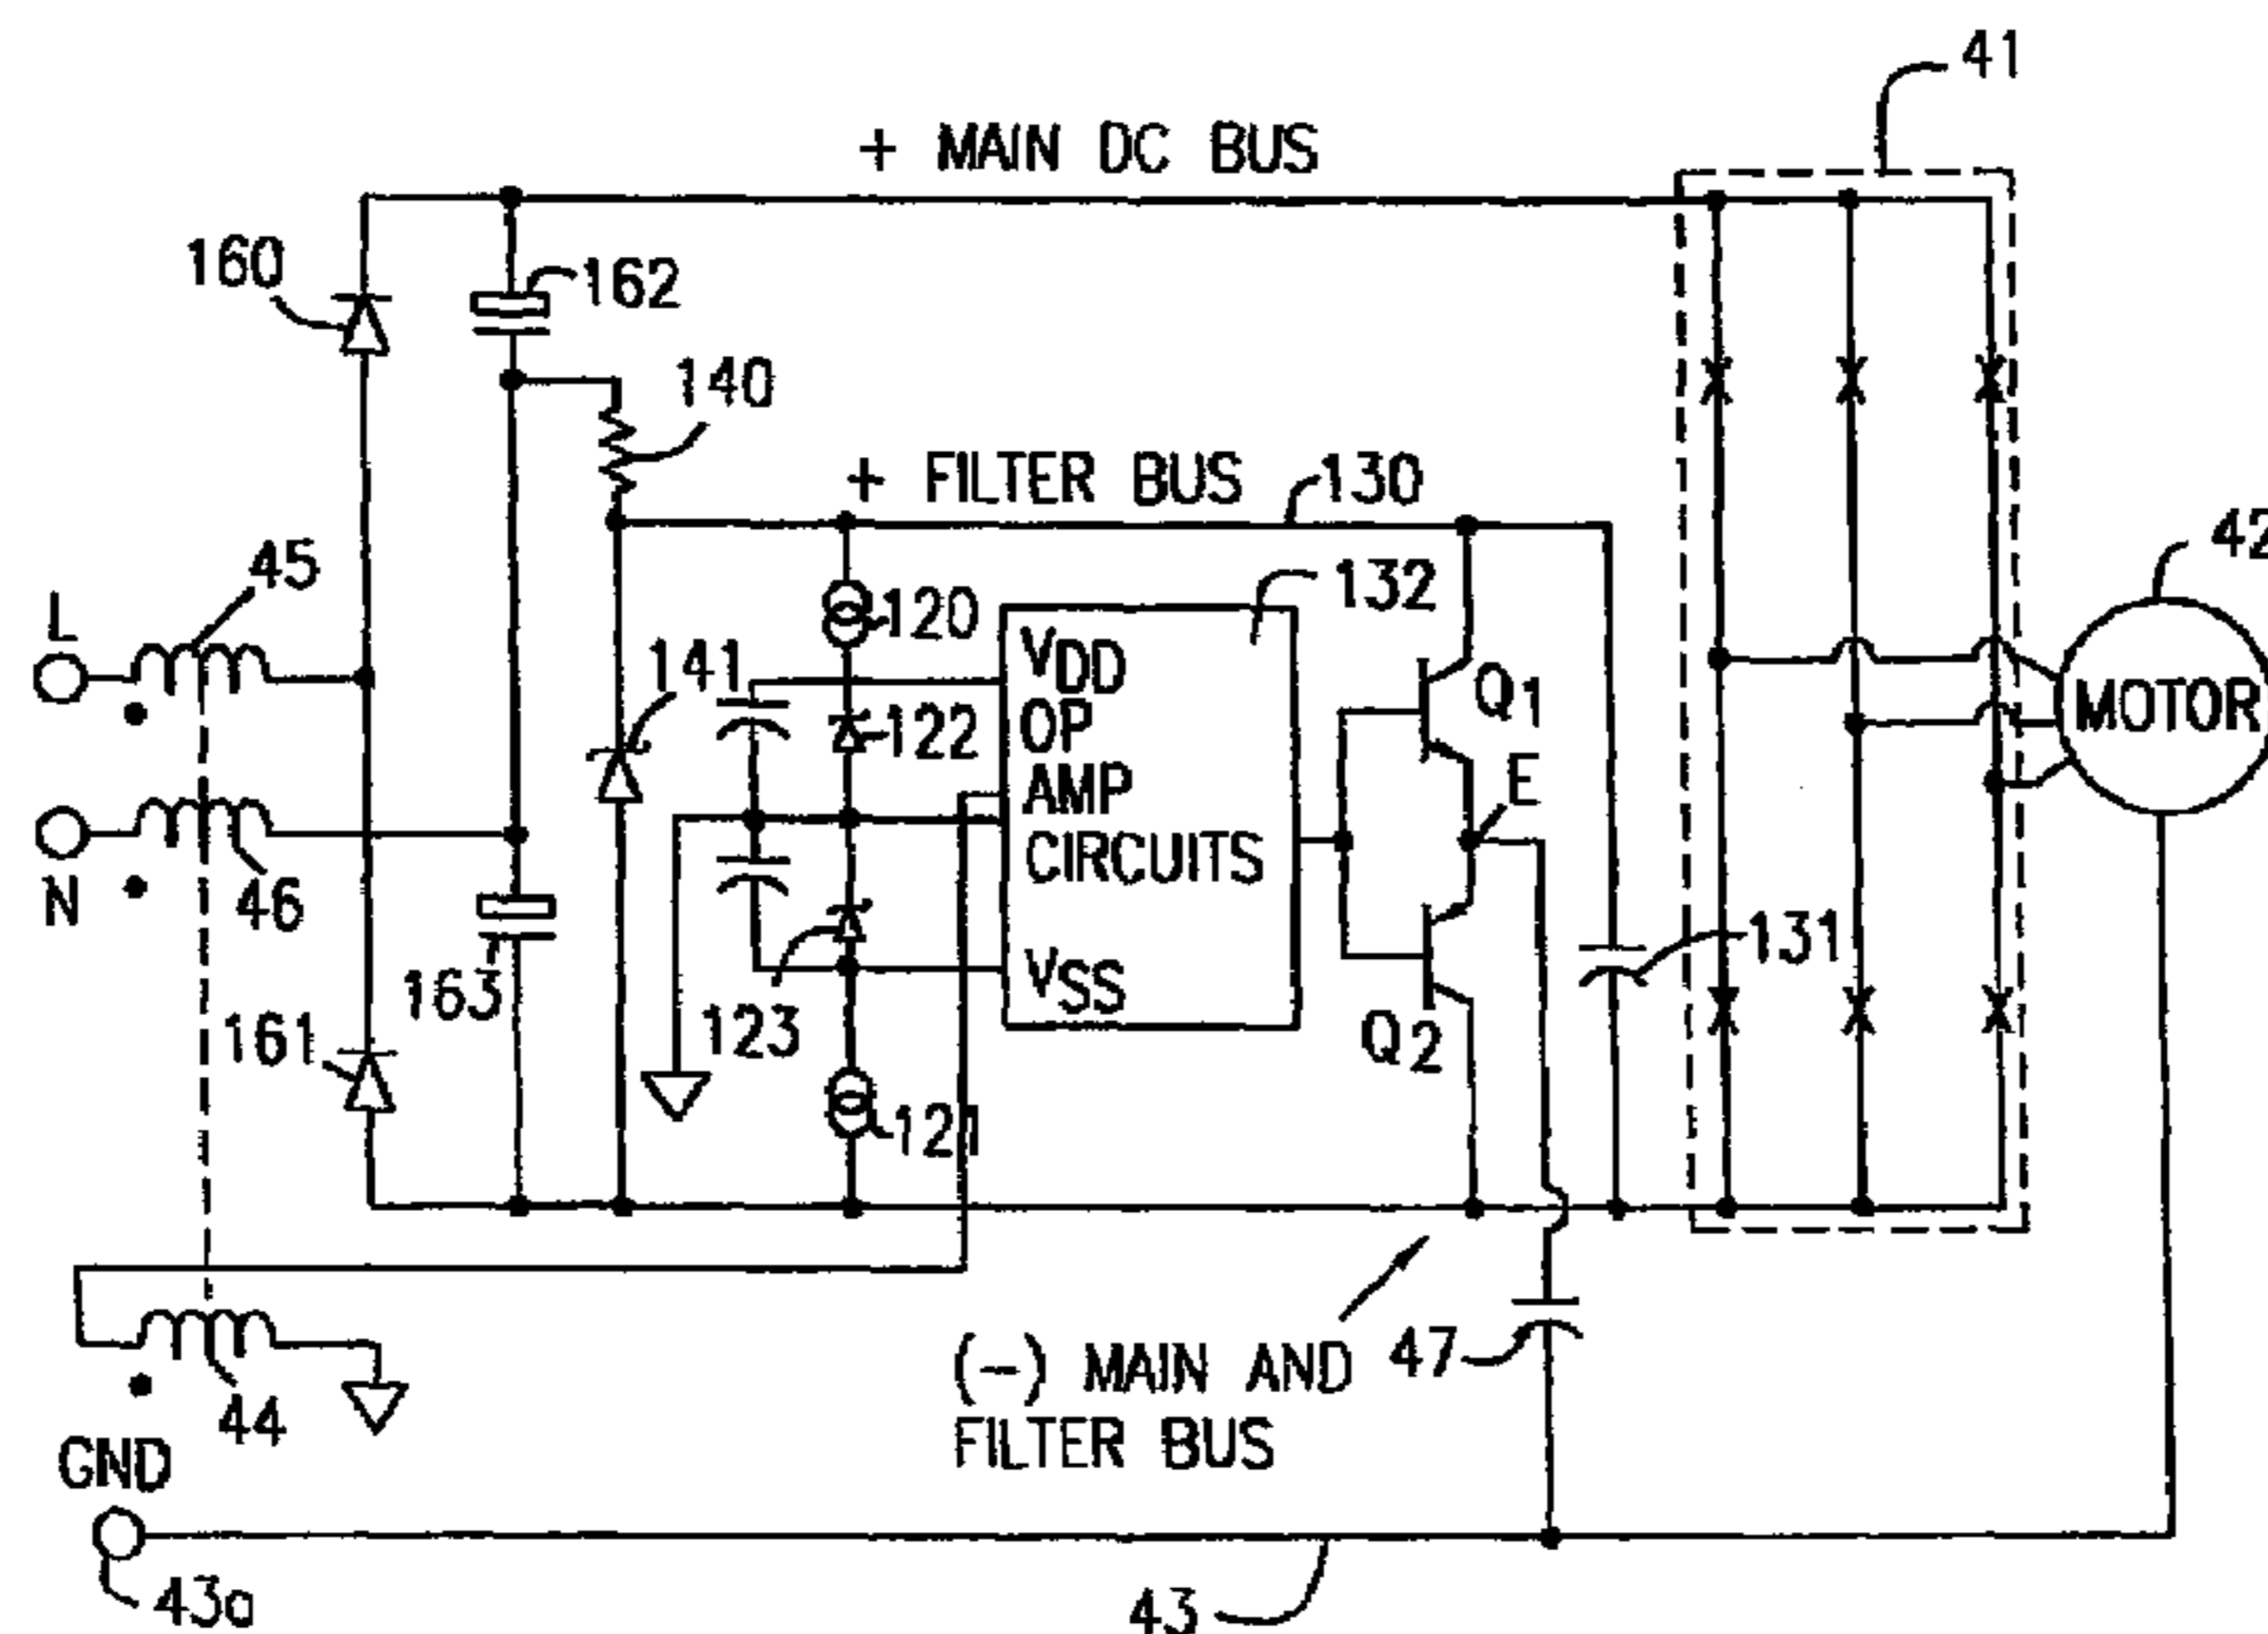 41
+ MAIN DC BUS
160
162
140
+ FILTER BUS
130
42
45
L
120
132
VDD
141
Q1
122
OP
MOTOR
AMP
E
CIRCUITS
N
46
131
163
VSS
123
161
Q2
121
(-) MAIN AND
FILTER BUS
47
44
GND
43a
43